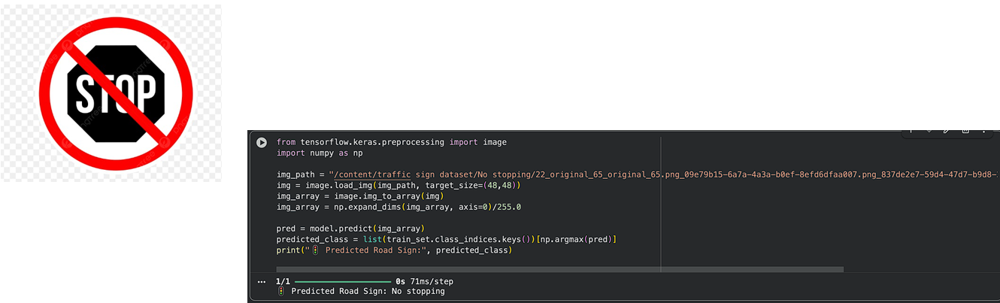 STOP
from tensorflow.keras.preprocessing import image
import numpy as np
img_path = "/content/traffic sign dataset/No stopping/22_original_65_original_65.png_09e79b15-6a7a-4a3a-b0ef-8efd6dfaa007.png_837de2e7-59d4-47d7-b9d8-
img = image.load_img(img_path, target_size=(48,48))
img_array = image.img_to_array(img)
img_array = np.expand_dims(img_array, axis=0)/255.0
pred = model.predict(img_array)
predicted_class = list(train_set.class_indices.keys())[np.argmax(pred)]
print("🚦 Predicted Road Sign:", predicted_class)
1/1 0s 71ms/step
🚦 Predicted Road Sign: No stopping